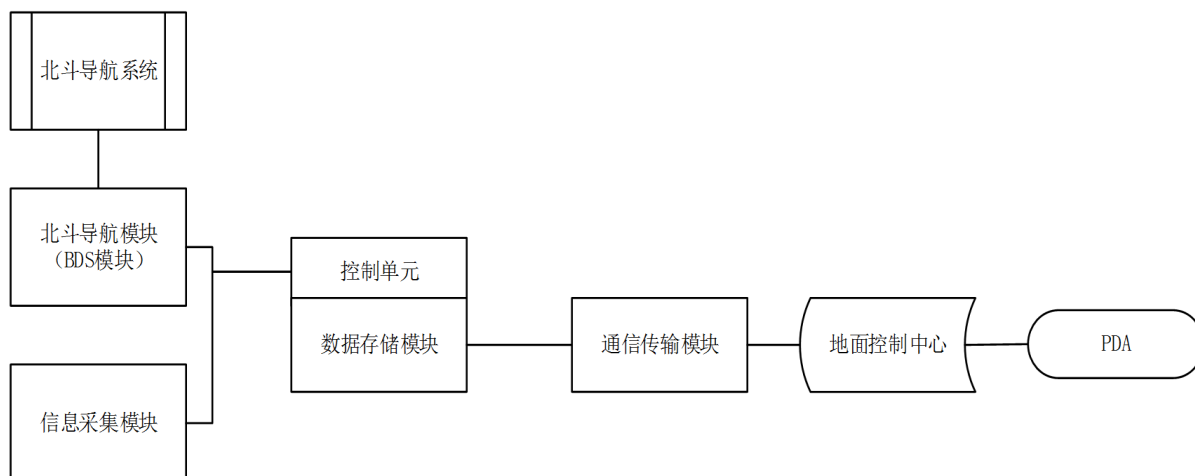 北斗导航系统
北斗导航模块
（BDS模块）
控制单元
数据存储模块
通信传输模块
地面控制中心
PDA
信息采集模块